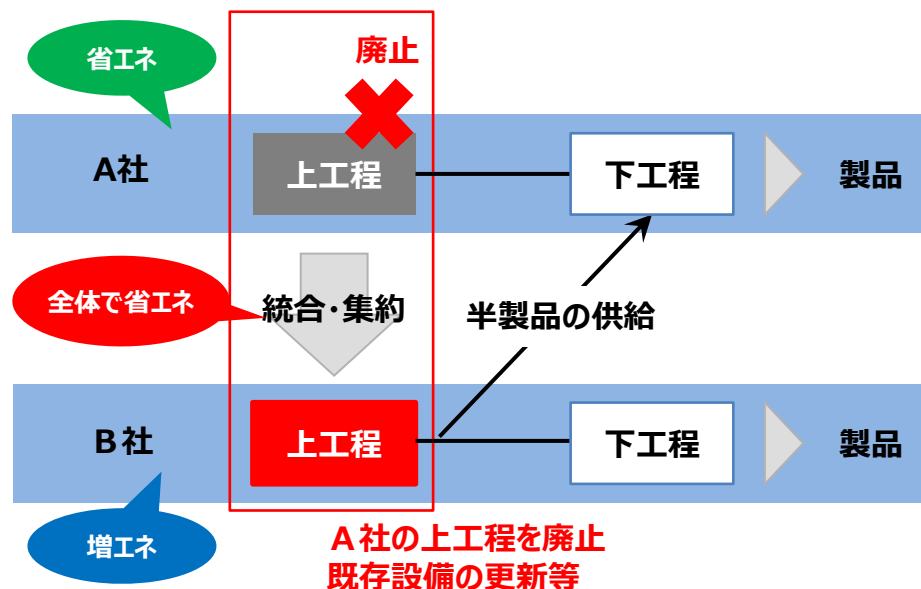 廃止
省エネ
A社
上工程
下工程
製品
全体で省エネ
統合・集約
半製品の供給
B社
上工程
下工程
製品
増エネ
A社の上工程を廃止
既存設備の更新等